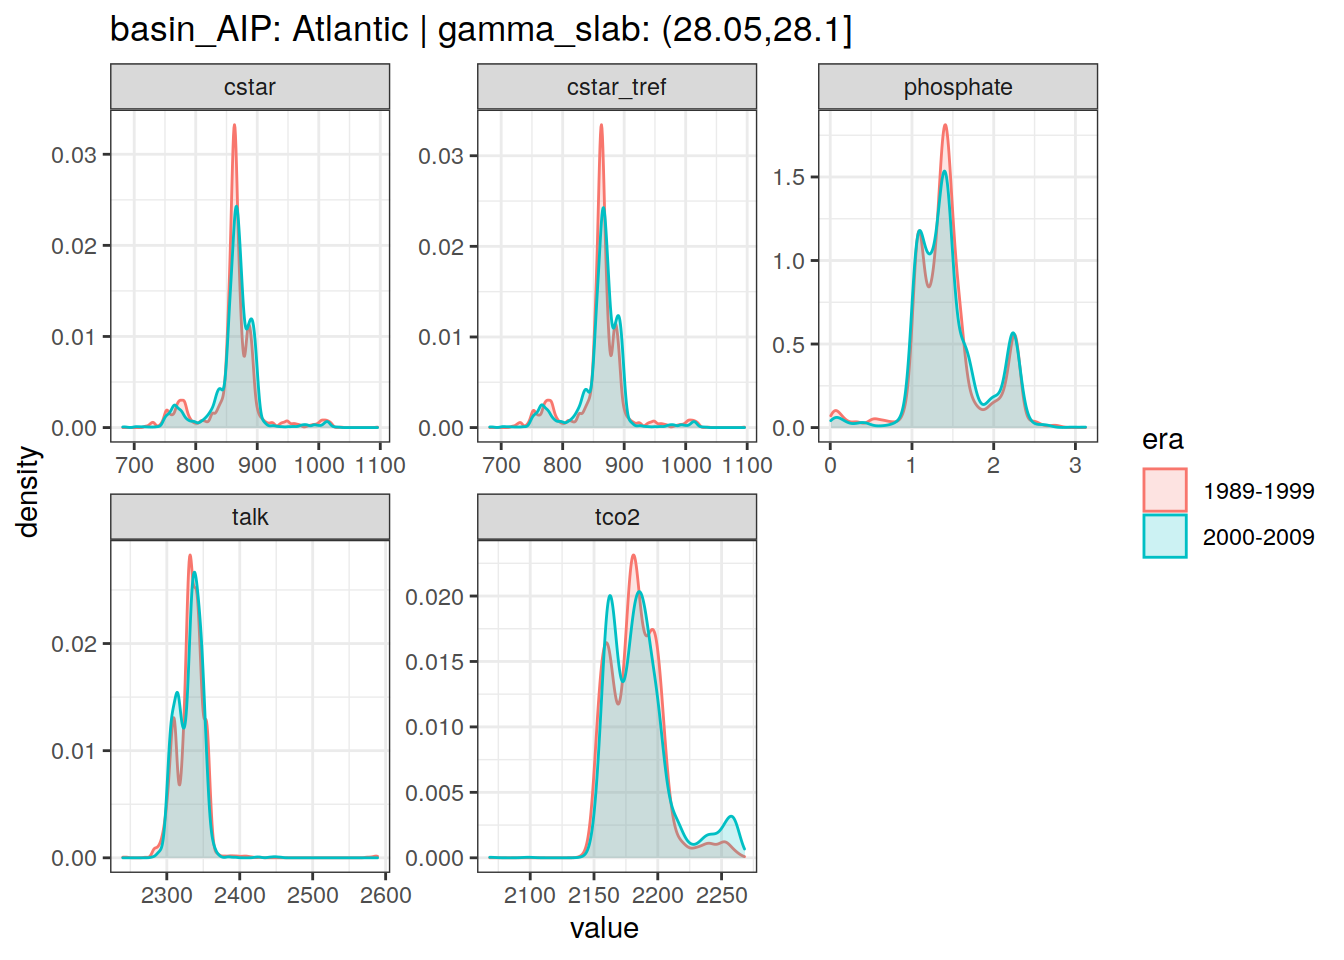 basin_AIP: Atlantic | gamma_slab: (28.05,28.1]
cstar
cstar_tref
phosphate
0.03
0.02
0.01
0.00
700 800 900 1000 1100
0.03
0.02
0.01
0.00
700 800 900 1000 1100
1.5
1.0
0.5
0.0
0 1 2 3
talk
tco2
0.02
0.01
0.00
2300 2400 2500 2600
0.020
0.015
0.010
0.005
0.000
2100 2150 2200 2250
density
value
era
1989-1999
2000-2009